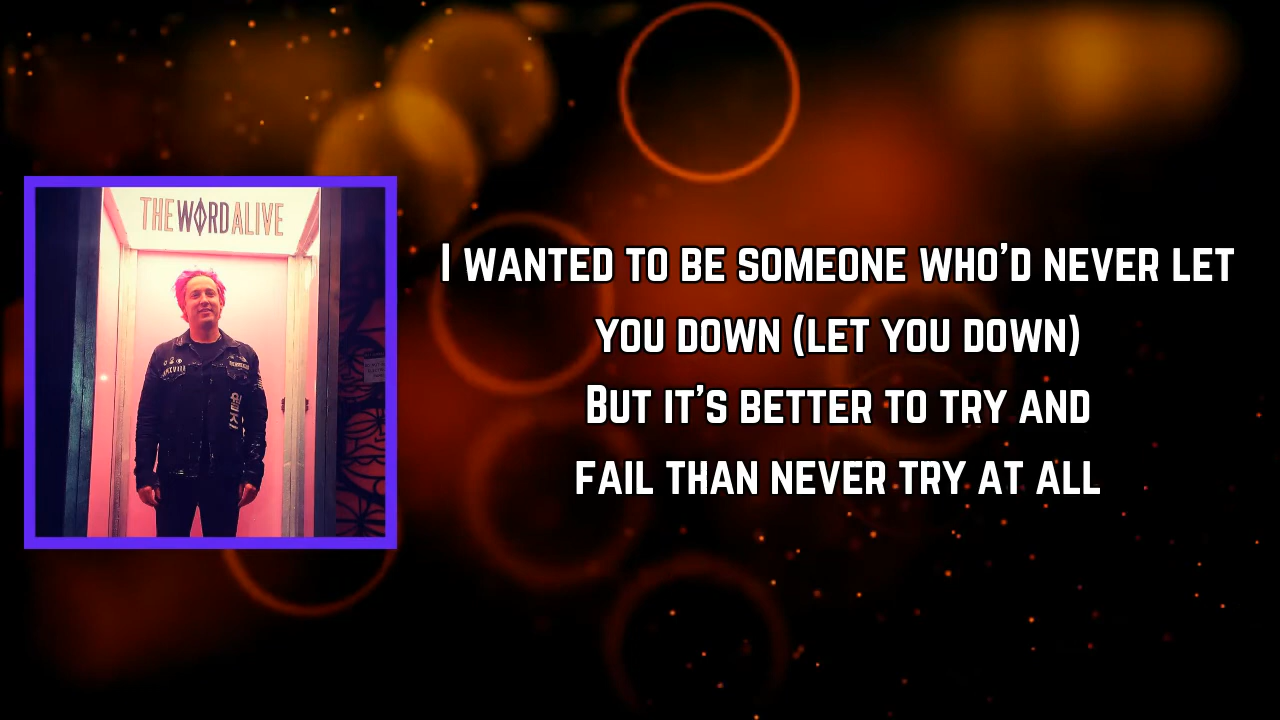 THE WORD ALIVE
I WANTED TO BE SOMEONE WHO'D NEVER LET
YOU DOWN (LET YOU DOWN)
BUT IT'S BETTER TO TRY AND
FAIL THAN NEVER TRY AT ALL